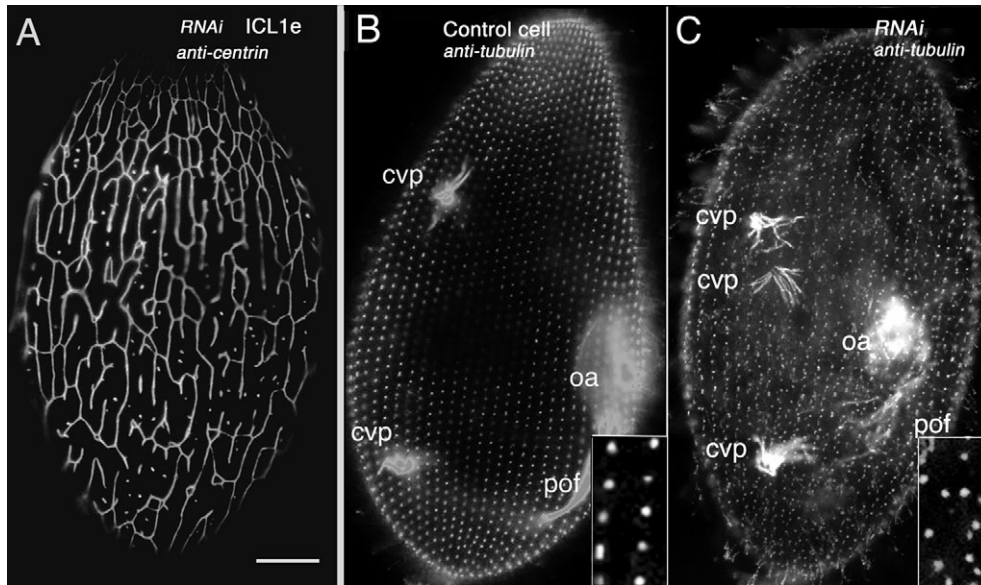 A
RNAi ICL1e
anti-centrin
B
Control cell
anti-tubulin
cvp
oa
cvp
pof
C
RNAi
anti-tubulin
cvp
cvp
oa
pof
cvp